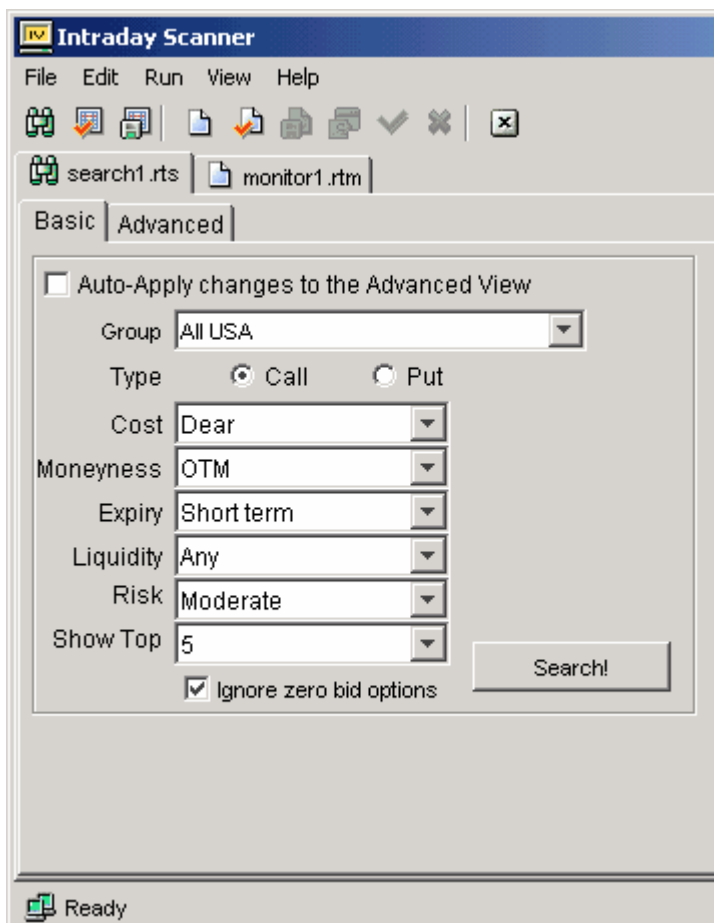 IV Intraday Scanner
File Edit Run View Help
search1.rts monitor1.rtm
Basic Advanced
Auto-Apply changes to the Advanced View
Group All USA
Type Call Put
Cost Dear
Moneyness OTM
Expiry Short term
Liquidity Any
Risk Moderate
Show Top 5
Search!
Ignore zero bid options
Ready